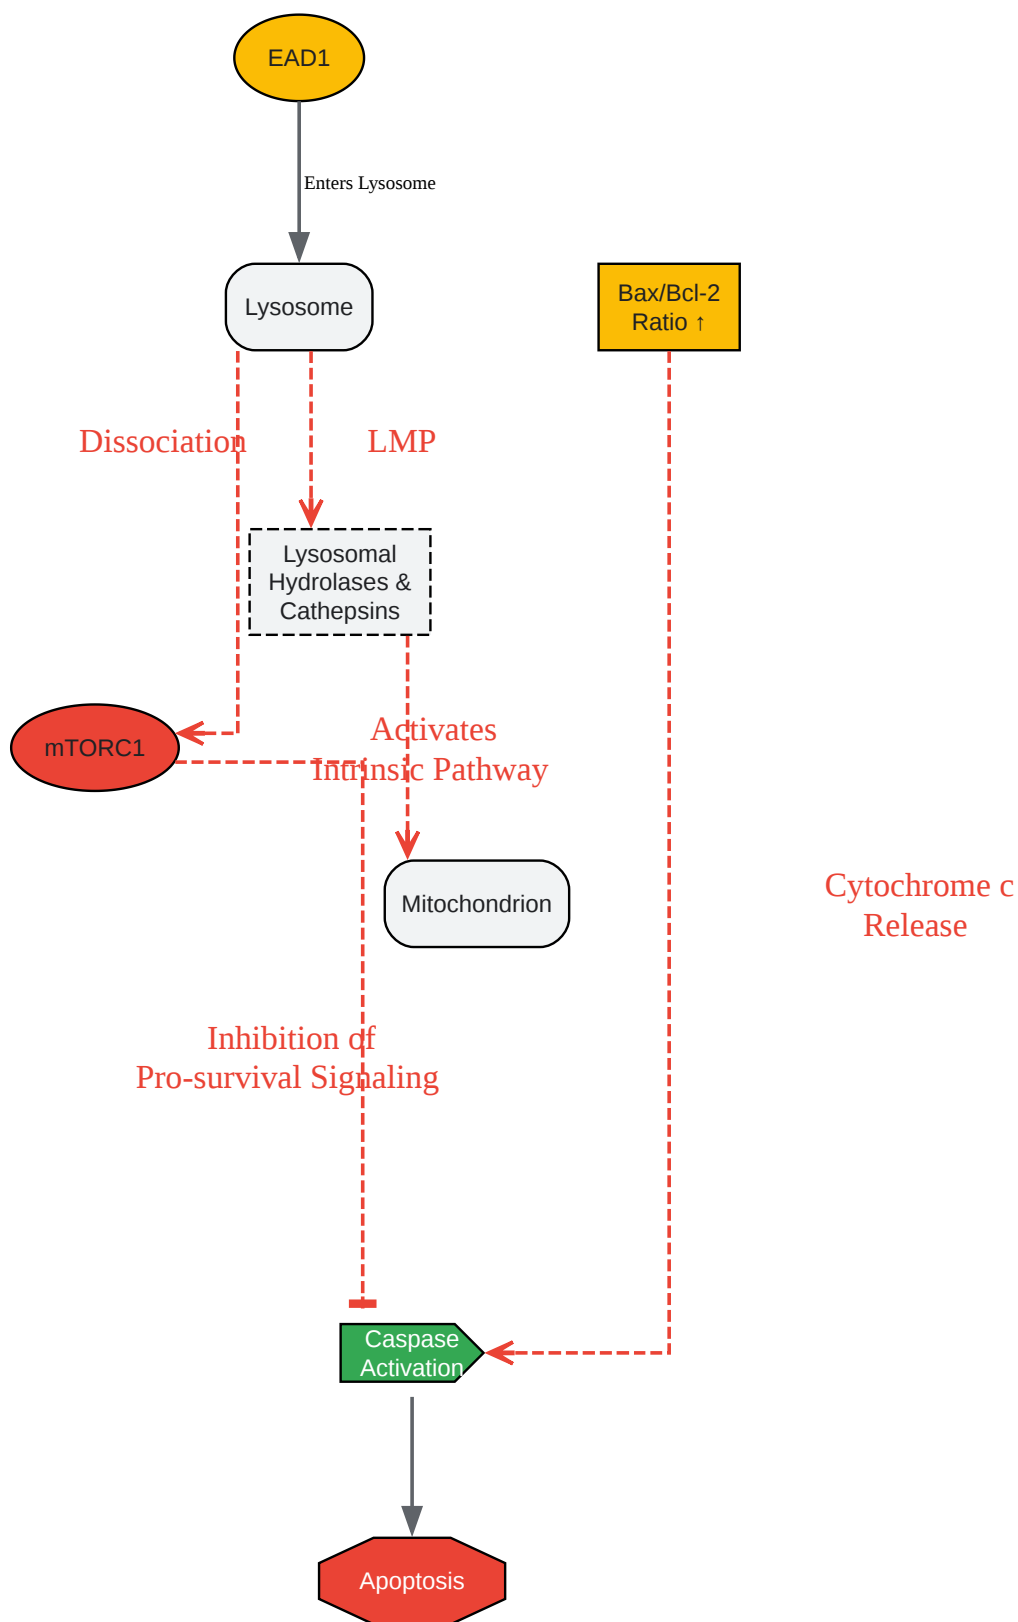 EAD1
Enters Lysosome
Lysosome
Bax/Bcl-2
Ratio ↑
Dissociation
LMP
Lysosomal
Hydrolases &
Cathepsins
mTORC1
Activates
Intrinsic Pathway
Mitochondrion
Cytochrome c
Release
Inhibition of
Pro-survival Signaling
Caspase
Activation
Apoptosis